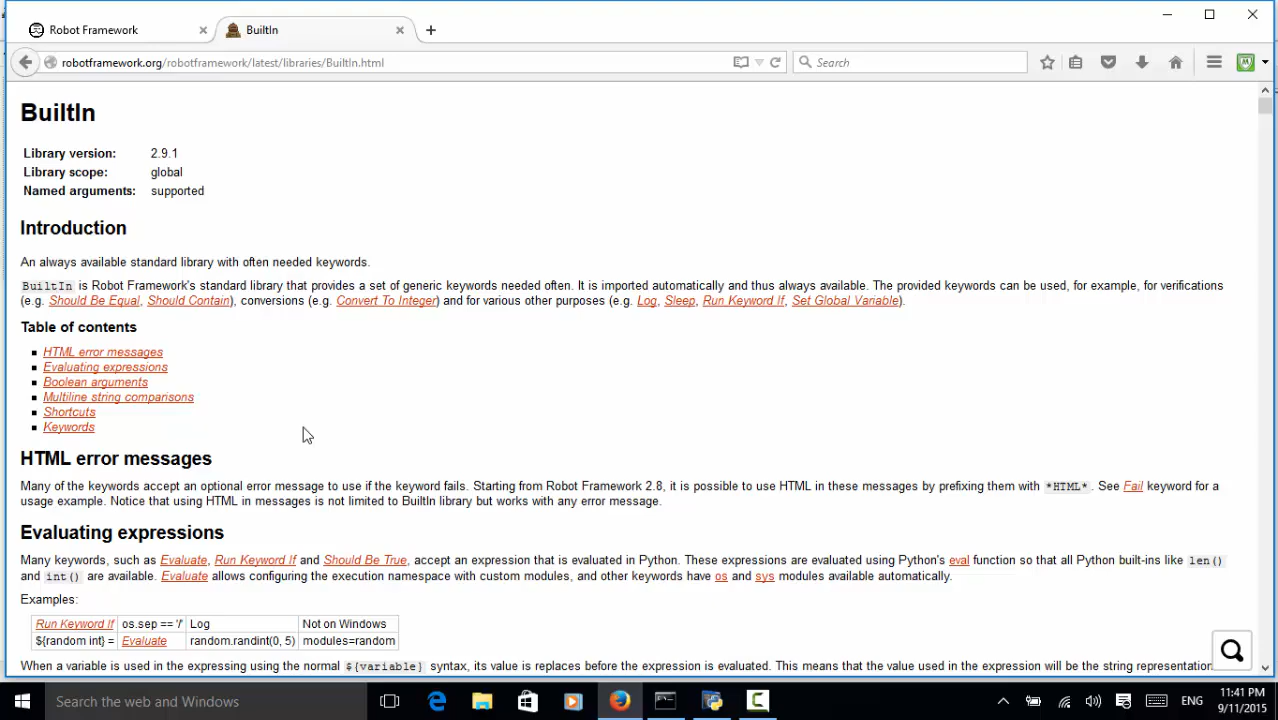 Robot Framework
BuiltIn
robotframework.org/robotframework/latest/libraries/BuiltIn.html
Search
BuiltIn
Library version: 2.9.1
Library scope: global
Named arguments: supported
Introduction
An always available standard library with often needed keywords.
BuiltIn is Robot Framework's standard library that provides a set of generic keywords needed often. It is imported automatically and thus always available. The provided keywords can be used, for example, for verifications
(e.g. Should Be Equal, Should Contain), conversions (e.g. Convert To Integer) and for various other purposes (e.g. Log, Sleep, Run Keyword If, Set Global Variable).
Table of contents
HTML error messages
Evaluating expressions
Boolean arguments
Multiline string comparisons
Shortcuts
Keywords
HTML error messages
Many of the keywords accept an optional error message to use if the keyword fails. Starting from Robot Framework 2.8, it is possible to use HTML in these messages by prefixing them with *HTML*. See Fail keyword for a
usage example. Notice that using HTML in messages is not limited to BuiltIn library but works with any error message.
Evaluating expressions
Many keywords, such as Evaluate, Run Keyword If and Should Be True, accept an expression that is evaluated in Python. These expressions are evaluated using Python's eval function so that all Python built-ins like len()
and int() are available. Evaluate allows configuring the execution namespace with custom modules, and other keywords have os and sys modules available automatically.
Examples:
Run Keyword If os.sep == '/' Log Not on Windows
${random int} = Evaluate random.randint(0, 5) modules=random
When a variable is used in the expressing using the normal ${variable} syntax, its value is replaces before the expression is evaluated. This means that the value used in the expression will be the string representation
Search the web and Windows
ENG
11:41 PM
9/11/2015